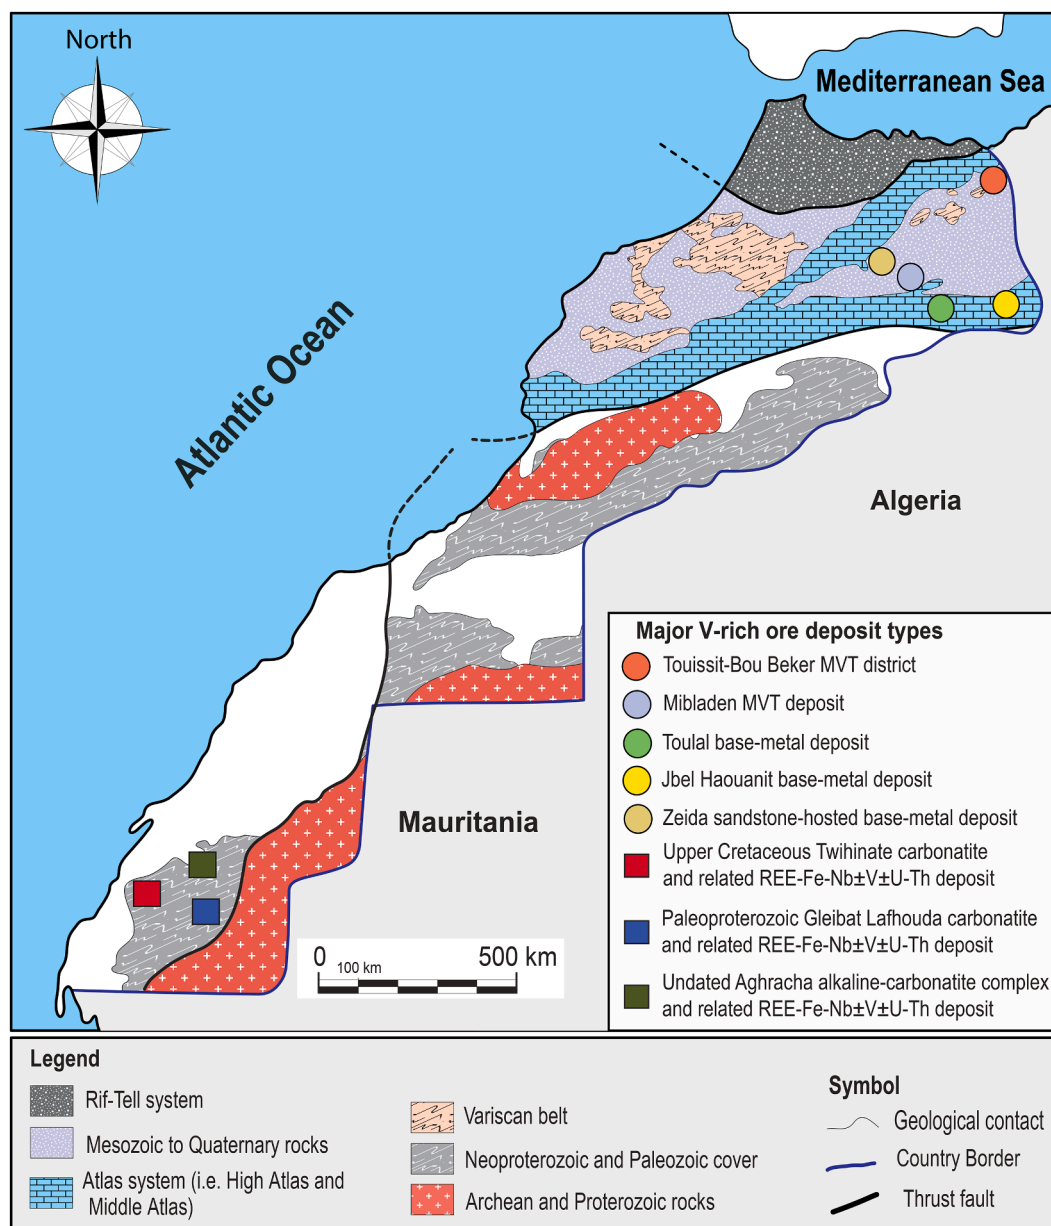 North
Mediterranean Sea
Atlantic Ocean
Algeria
Mauritania
0
100 km
500 km
Major V-rich ore deposit types
Touissit-Bou Beker MVT district
Mibladen MVT deposit
Toulal base-metal deposit
Jbel Haouanit base-metal deposit
Zeida sandstone-hosted base-metal deposit
Upper Cretaceous Twihinate carbonatite
and related REE-Fe-Nb±V±U-Th deposit
Paleoproterozoic Gleibat Lafhouda carbonatite
and related REE-Fe-Nb±V±U-Th deposit
Undated Aghracha alkaline-carbonatite complex
and related REE-Fe-Nb±V±U-Th deposit
Legend
Rif-Tell system
Mesozoic to Quaternary rocks
Atlas system (i.e. High Atlas and
Middle Atlas)
Variscan belt
Neoproterozoic and Paleozoic cover
Archean and Proterozoic rocks
Symbol
Geological contact
Country Border
Thrust fault